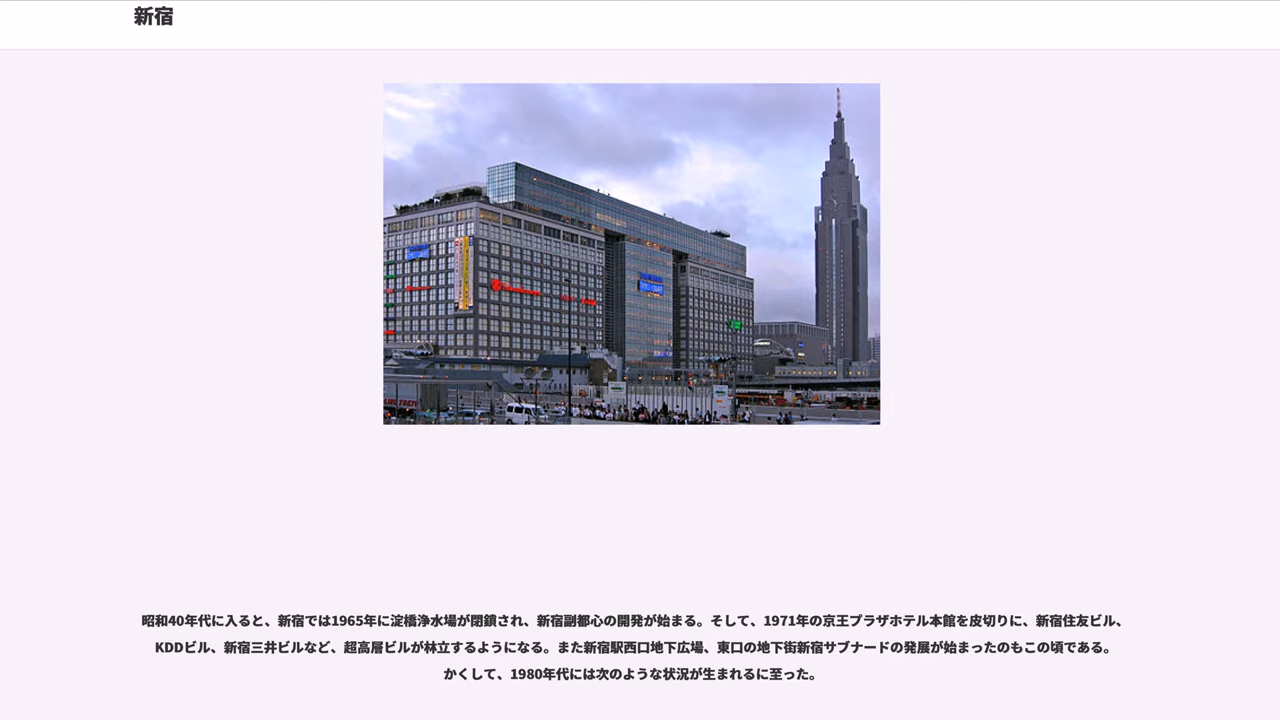 新宿
昭和40年代に入ると、新宿では1965年に淀橋浄水場が閉鎖され、新宿副都心の開発が始まる。そして、1971年の京王プラザホテル本館を皮切りに、新宿住友ビル、
KDDビル、新宿三井ビルなど、超高層ビルが林立するようになる。また新宿駅西口地下広場、東口の地下街新宿サブナードの発展が始まったのもこの頃である。
かくして、1980年代には次のような状況が生まれるに至った。